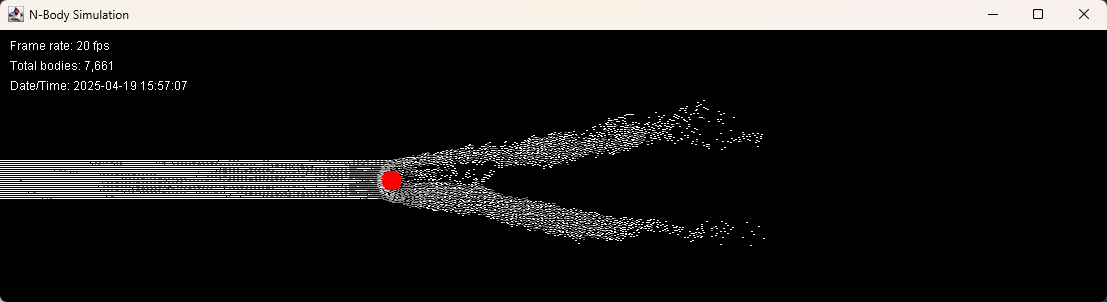 N-Body Simulation
Frame rate: 20 fps
Total bodies: 7,661
Date/Time: 2025-04-19 15:57:07